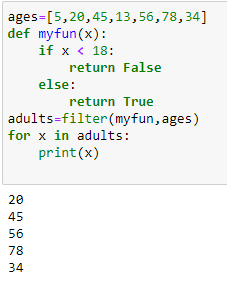 ages=[5,20,45,13,56,78,34]
def myfun(x):
    if x < 18:
        return False
    else:
        return True
adults=filter(myfun,ages)
for x in adults:
    print(x)
20
45
56
78
34